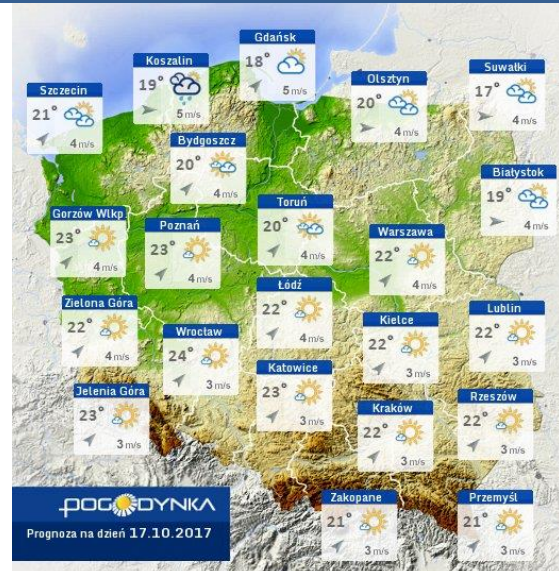 Gdańsk
18°
5 m/s
Koszalin
19°
5 m/s
Szczecin
21°
4 m/s
Olsztyn
20°
4 m/s
Suwałki
17°
4 m/s
Bydgoszcz
20°
4 m/s
Białystok
19°
4 m/s
Gorzów Wlkp
23°
4 m/s
Poznań
23°
4 m/s
Toruń
20°
4 m/s
Warszawa
22°
4 m/s
Łódź
22°
4 m/s
Zielona Góra
22°
4 m/s
Wrocław
24°
3 m/s
Kielce
22°
3 m/s
Lublin
22°
3 m/s
Katowice
23°
3 m/s
Jelenia Góra
23°
3 m/s
Kraków
22°
3 m/s
Rzeszów
22°
3 m/s
Zakopane
21°
3 m/s
Przemyśl
21°
3 m/s
POGODYNKA
Prognoza na dzień 17.10.2017